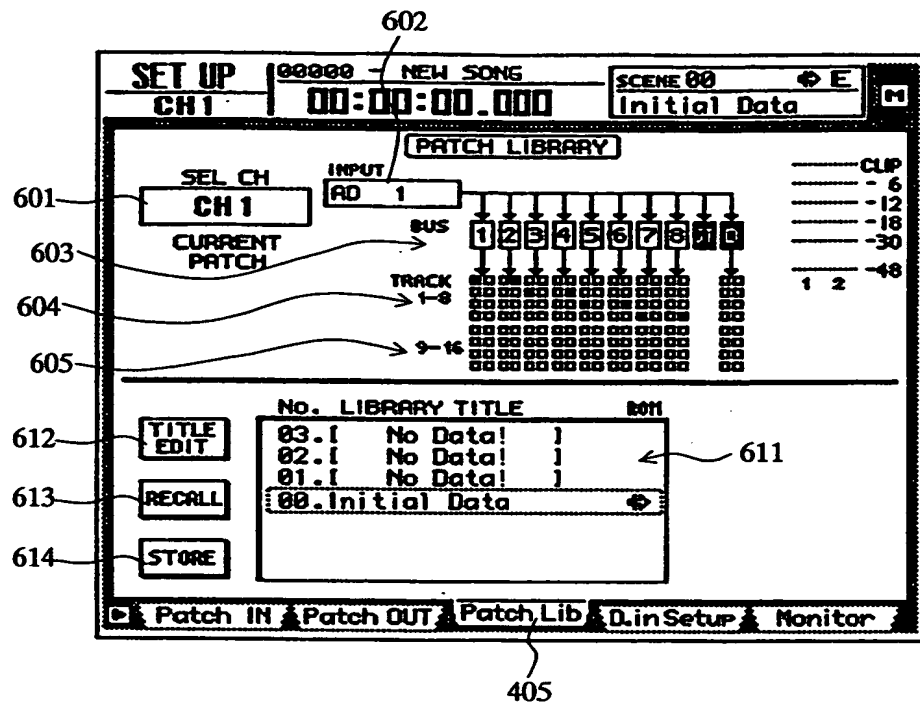 602
SET UP
CH1
00000 - NEW SONG
00:00:00.000
SCENE 00 E
Initial Data
M
PATCH LIBRARY
601
SEL CH
CH1
CURRENT
PATCH
INPUT
AD 1
603
BUS
1 2 3 4 5 6 7 8
CLIP
- 6
-12
-18
-30
-48
1 2
604
TRACK
1-8
605
9-16
No. LIBRARY TITLE ROM
612
TITLE
EDIT
03.[ No Data! ]
02.[ No Data! ]
01.[ No Data! ]
00.Initial Data
611
613
RECALL
614
STORE
Patch IN Patch OUT Patch Lib D.in Setup Monitor
405